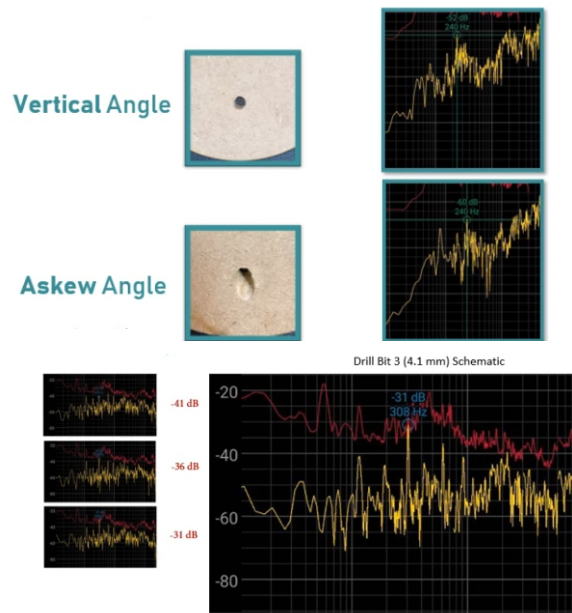 Vertical Angle
-52 dB
240 Hz
Askew Angle
-60 dB
240 Hz
Drill Bit 3 (4.1 mm) Schematic
-41 dB
-36 dB
-31 dB
-20
-31 dB
308 Hz
-40
-60
-80